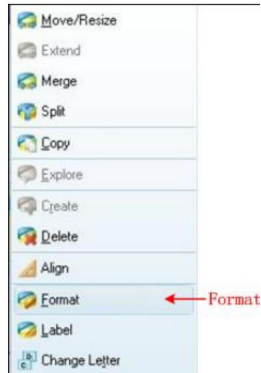 Move/Resize
Extend
Merge
Split
Copy
Explore
Create
Delete
Align
Format
Format
Label
Change Letter